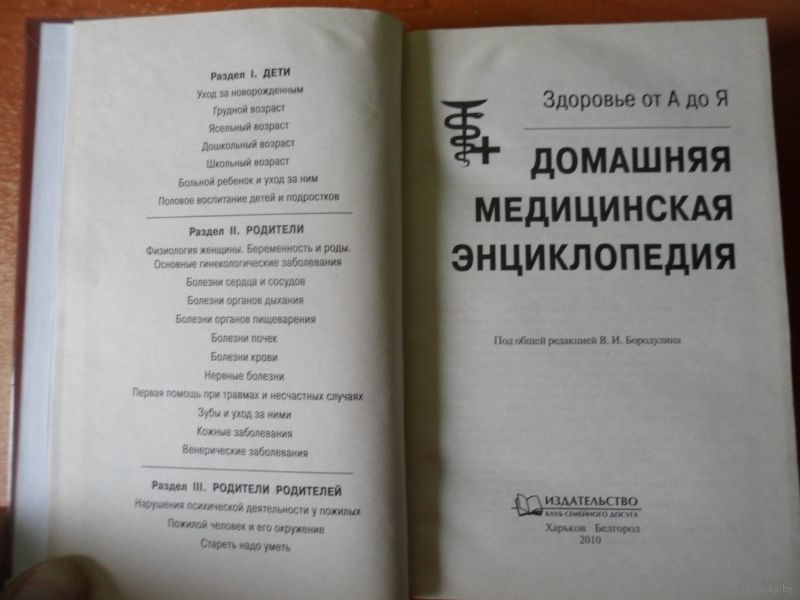 Раздел I. ДЕТИ
Уход за новорожденным
Грудной возраст
Ясельный возраст
Дошкольный возраст
Школьный возраст
Больной ребенок и уход за ним
Половое воспитание детей и подростков
Раздел II. РОДИТЕЛИ
Физиология женщины. Беременность и роды.
Основные гинекологические заболевания
Болезни сердца и сосудов
Болезни органов дыхания
Болезни органов пищеварения
Болезни почек
Болезни крови
Нервные болезни
Первая помощь при травмах и несчастных случаях
Зубы и уход за ними
Кожные заболевания
Венерические заболевания
Раздел III. РОДИТЕЛИ РОДИТЕЛЕЙ
Нарушения психической деятельности у пожилых
Пожилой человек и его окружение
Стареть надо уметь
Здоровье от А до Я
ДОМАШНЯЯ
МЕДИЦИНСКАЯ
ЭНЦИКЛОПЕДИЯ
Под общей редакцией В. И. Бородулина
ИЗДАТЕЛЬСТВО
КЛУБ СЕМЕЙНОГО ДОСУГА
Харьков Белгород
2010
www.ay.by